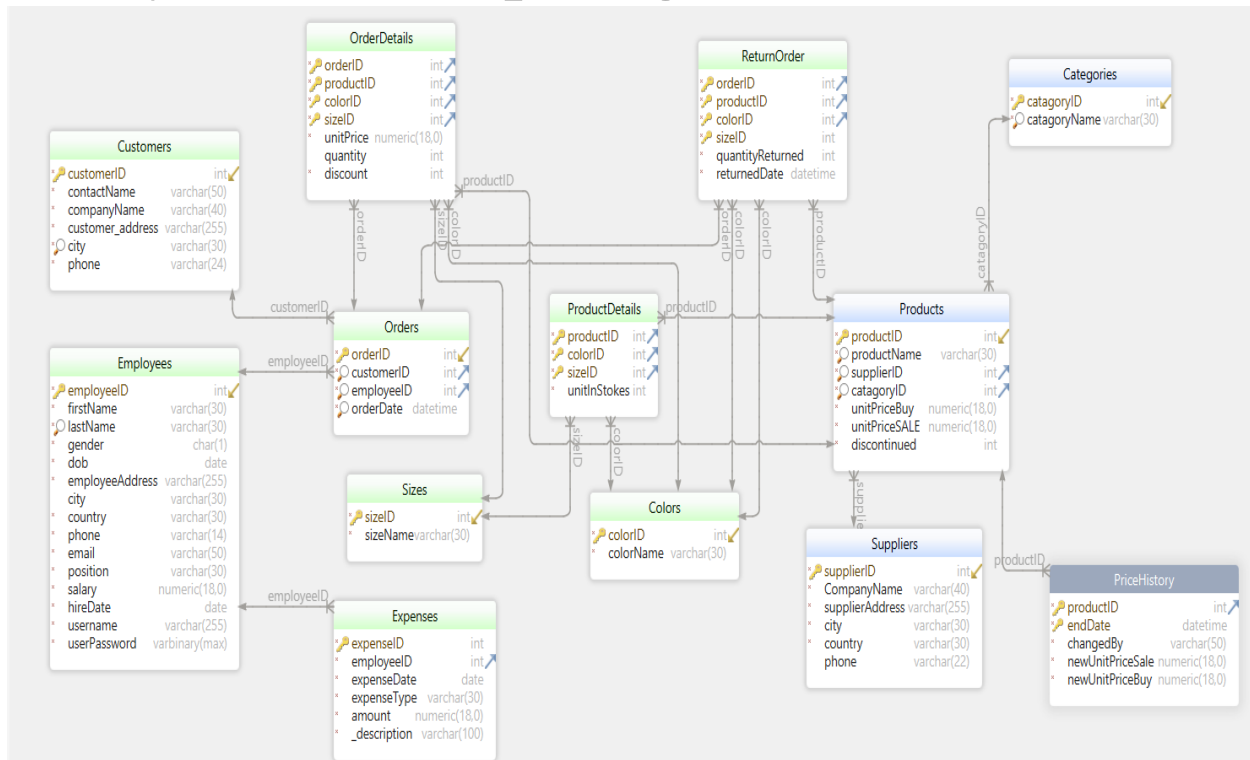 OrderDetails
orderID int
productID int
colorID int
sizeID int
unitPrice numeric(18,0)
quantity int
discount int
ReturnOrder
orderID int
productID int
colorID int
sizeID int
quantityReturned int
returnedDate datetime
Categories
catagoryID int
catagoryName varchar(30)
Customers
customerID int
contactName varchar(50)
companyName varchar(40)
customer_address varchar(255)
city varchar(30)
phone varchar(24)
productID
orderID
sizeID
colorID
orderID
colorID
colorID
productID
catagoryID
customerID
employeeID
Orders
orderID int
customerID int
employeeID int
orderDate datetime
ProductDetails
productID int
colorID int
sizeID int
unitInStokes int
productID
Products
productID int
productName varchar(30)
supplierID int
catagoryID int
unitPriceBuy numeric(18,0)
unitPriceSALE numeric(18,0)
discontinued int
Employees
employeeID int
firstName varchar(30)
lastName varchar(30)
gender char(1)
dob date
employeeAddress varchar(255)
city varchar(30)
country varchar(30)
phone varchar(14)
email varchar(50)
position varchar(30)
salary numeric(18,0)
hireDate date
username varchar(255)
userPassword varbinary(max)
sizeID
colorID
supplie
Sizes
sizeID int
sizeName varchar(30)
Colors
colorID int
colorName varchar(30)
Suppliers
supplierID int
CompanyName varchar(40)
supplierAddress varchar(255)
city varchar(30)
country varchar(30)
phone varchar(22)
productID
PriceHistory
productID int
endDate datetime
changedBy varchar(50)
newUnitPriceSale numeric(18,0)
newUnitPriceBuy numeric(18,0)
employeeID
Expenses
expenseID int
employeeID int
expenseDate date
expenseType varchar(30)
amount numeric(18,0)
_description varchar(100)